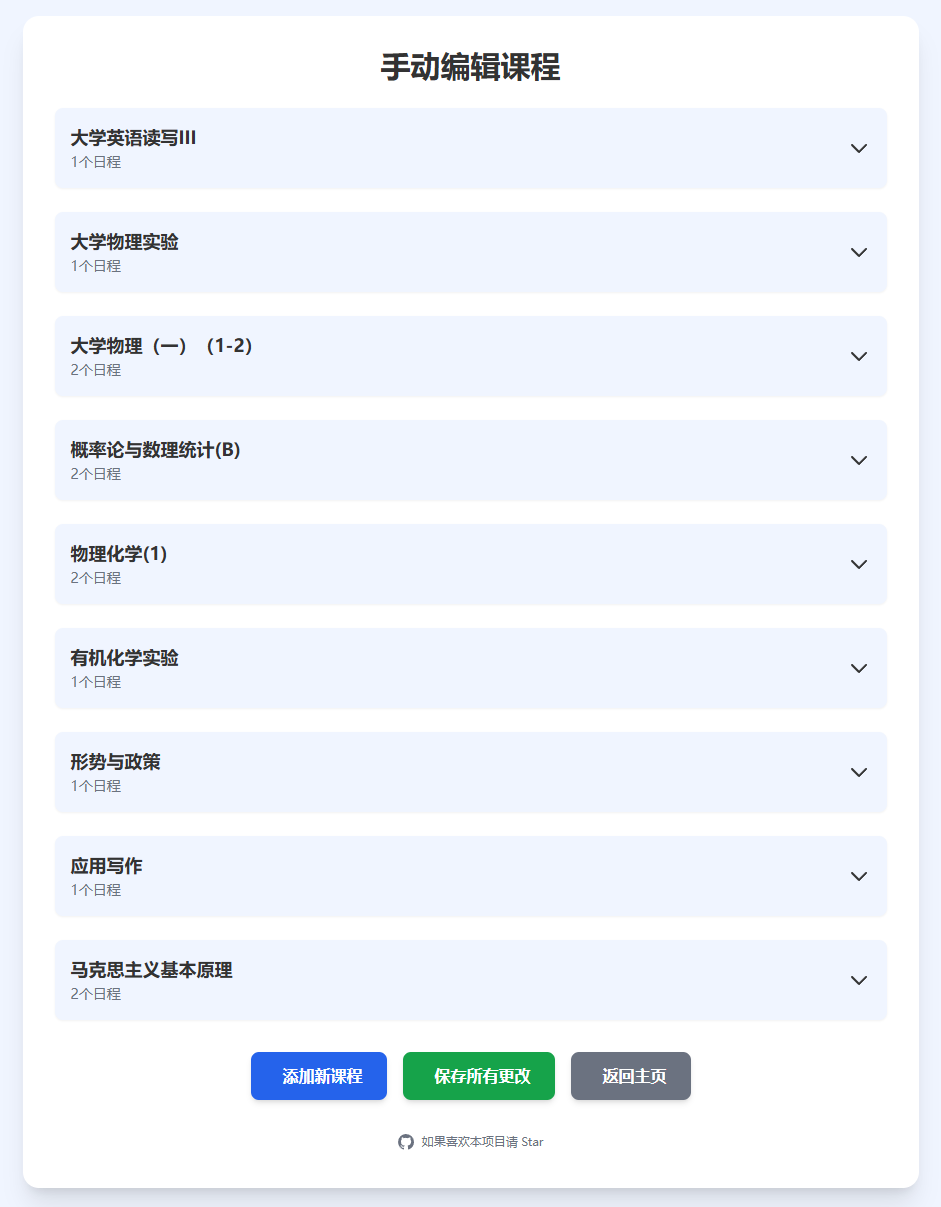 手动编辑课程
大学英语读写III
1个日程
大学物理实验
1个日程
大学物理（一）（1-2）
2个日程
概率论与数理统计(B)
2个日程
物理化学(1)
2个日程
有机化学实验
1个日程
形势与政策
1个日程
应用写作
1个日程
马克思主义基本原理
2个日程
添加新课程
保存所有更改
返回主页
如果喜欢本项目请 Star